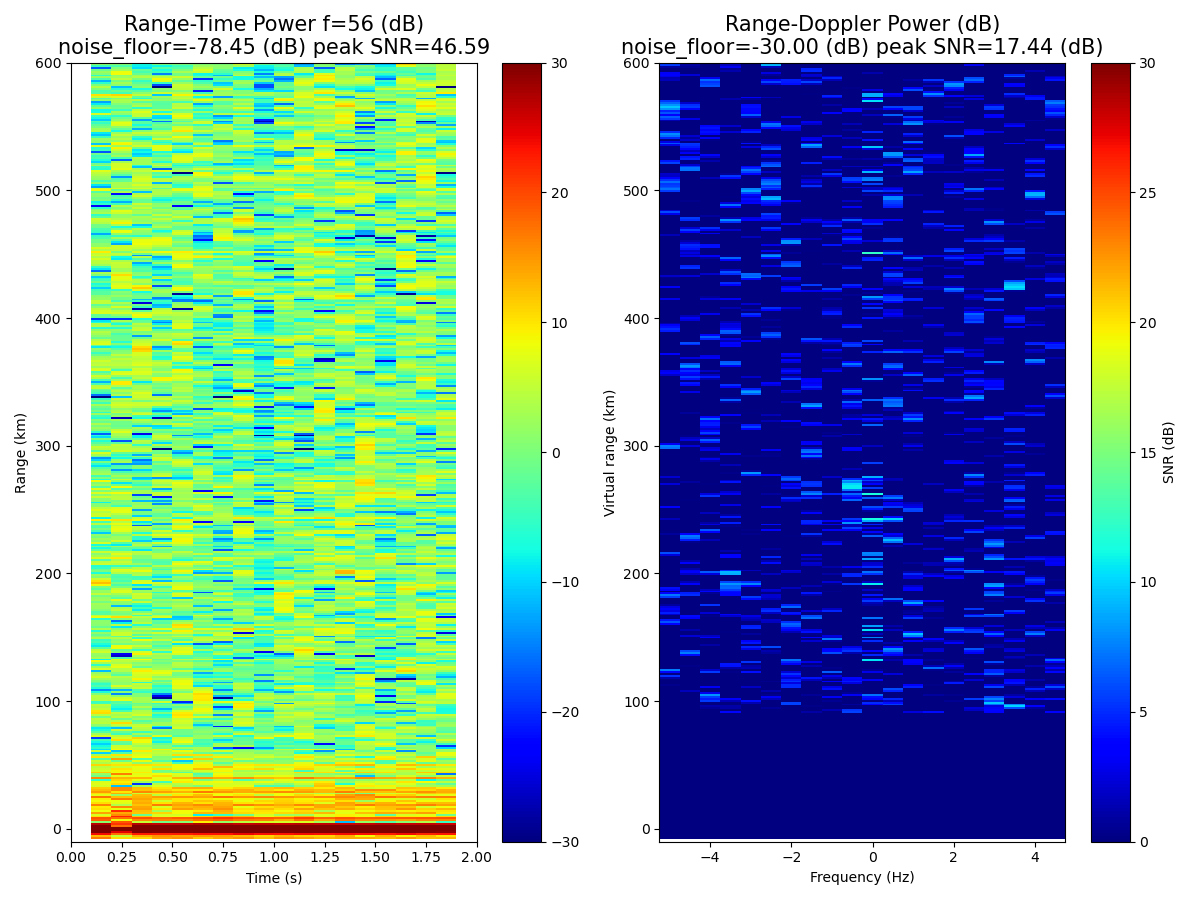 Range-Time Power f=56 (dB)
noise_floor=-78.45 (dB) peak SNR=46.59
600
500
400
300
200
100
0
Range (km)
0.00 0.25 0.50 0.75 1.00 1.25 1.50 1.75 2.00
Time (s)
30
20
10
0
−10
−20
−30
Range-Doppler Power (dB)
noise_floor=-30.00 (dB) peak SNR=17.44 (dB)
600
500
400
300
200
100
0
Virtual range (km)
−4 −2 0 2 4
Frequency (Hz)
30
25
20
15
10
5
0
SNR (dB)